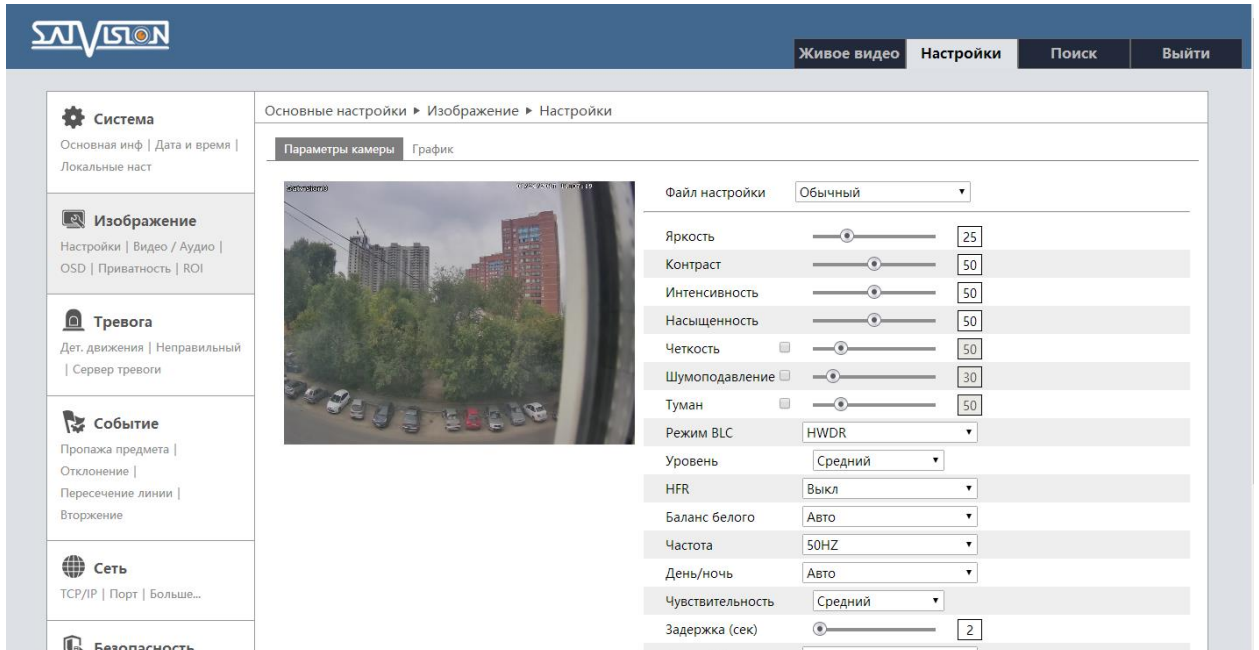 SATVISION
Живое видео
Настройки
Поиск
Выйти
Система
Основная инф | Дата и время |
Локальные наст
Изображение
Настройки | Видео / Аудио |
OSD | Приватность | ROI
Тревога
Дет. движения | Неправильный
| Сервер тревоги
Событие
Пропажа предмета |
Отклонение |
Пересечение линии |
Вторжение
Сеть
TCP/IP | Порт | Больше...
Безопасность
Основные настройки ▶ Изображение ▶ Настройки
Параметры камеры График
Файл настройки Обычный
Яркость 25
Контраст 50
Интенсивность 50
Насыщенность 50
Четкость 50
Шумоподавление 30
Туман 50
Режим BLC HWDR
Уровень Средний
HFR Выкл
Баланс белого Авто
Частота 50HZ
День/ночь Авто
Чувствительность Средний
Задержка (сек) 2